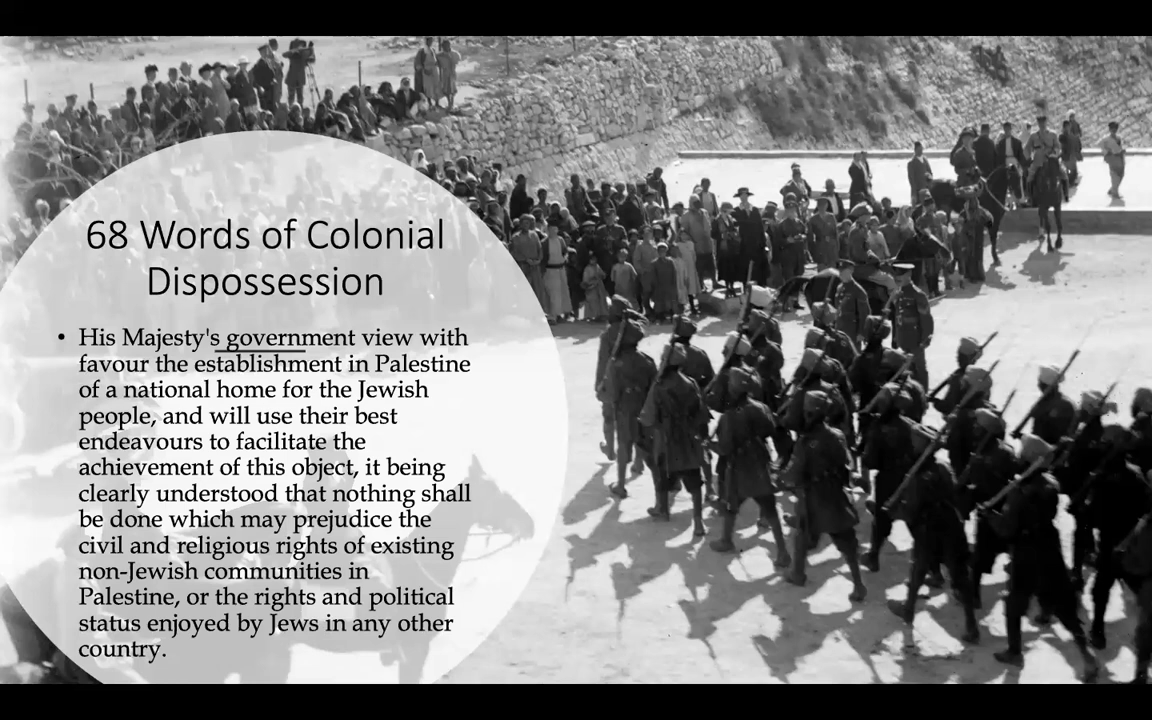 68 Words of Colonial
Dispossession
• His Majesty's government view with
favour the establishment in Palestine
of a national home for the Jewish
people, and will use their best
endeavours to facilitate the
achievement of this object, it being
clearly understood that nothing shall
be done which may prejudice the
civil and religious rights of existing
non-Jewish communities in
Palestine, or the rights and political
status enjoyed by Jews in any other
country.